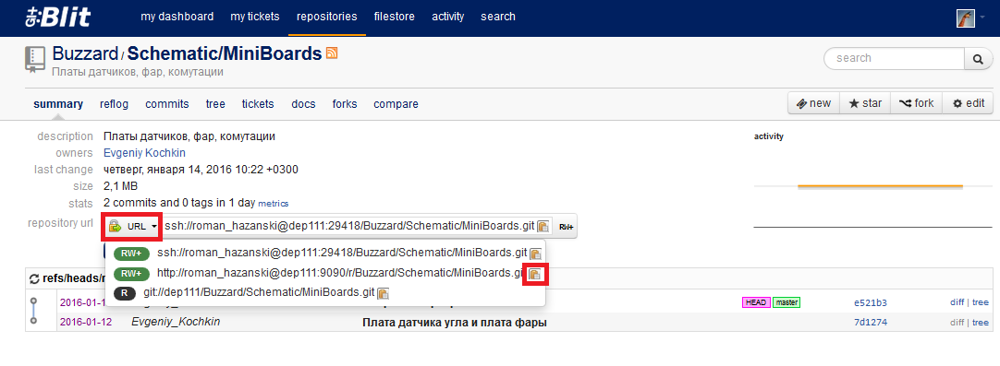 Blit my dashboard my tickets repositories filestore activity search
Buzzard / Schematic/MiniBoards
Платы датчиков, фар, комутации
search
summary reflog commits tree tickets docs forks compare new star fork edit
description Платы датчиков, фар, комутации activity
owners Evgeniy Kochkin
last change четверг, января 14, 2016 10:22 +0300
size 2,1 MB
stats 2 commits and 0 tags in 1 day metrics
repository url URL ssh://roman_hazanski@dep111:29418/Buzzard/Schematic/MiniBoards.git RW+
RW+ ssh://roman_hazanski@dep111:29418/Buzzard/Schematic/MiniBoards.git
RW+ http://roman_hazanski@dep111:9090/r/Buzzard/Schematic/MiniBoards.git
R git://dep111/Buzzard/Schematic/MiniBoards.git
refs/heads/
2016-01-1 HEAD master e521b3 diff | tree
2016-01-12 Evgeniy_Kochkin Плата датчика угла и плата фары 7d1274 diff | tree